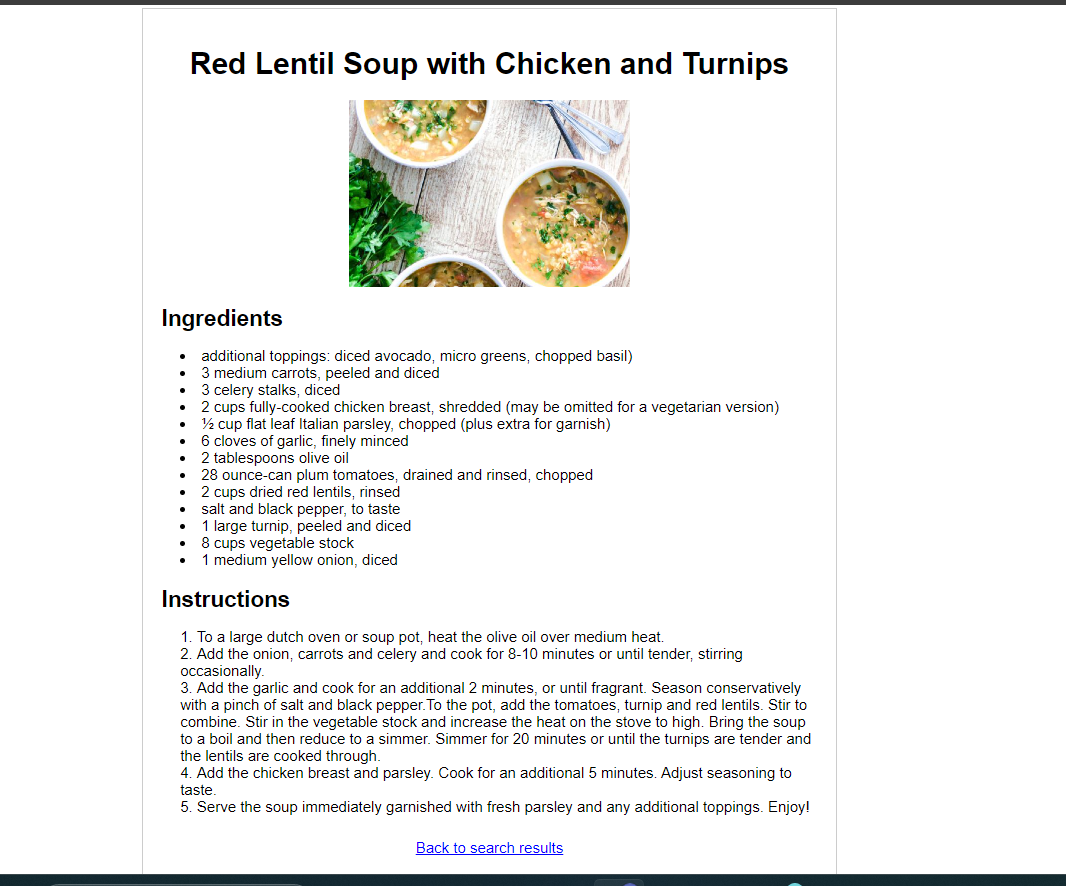 Red Lentil Soup with Chicken and Turnips
Ingredients
additional toppings: diced avocado, micro greens, chopped basil)
3 medium carrots, peeled and diced
3 celery stalks, diced
2 cups fully-cooked chicken breast, shredded (may be omitted for a vegetarian version)
½ cup flat leaf Italian parsley, chopped (plus extra for garnish)
6 cloves of garlic, finely minced
2 tablespoons olive oil
28 ounce-can plum tomatoes, drained and rinsed, chopped
2 cups dried red lentils, rinsed
salt and black pepper, to taste
1 large turnip, peeled and diced
8 cups vegetable stock
1 medium yellow onion, diced
Instructions
1. To a large dutch oven or soup pot, heat the olive oil over medium heat.
2. Add the onion, carrots and celery and cook for 8-10 minutes or until tender, stirring
occasionally.
3. Add the garlic and cook for an additional 2 minutes, or until fragrant. Season conservatively
with a pinch of salt and black pepper.To the pot, add the tomatoes, turnip and red lentils. Stir to
combine. Stir in the vegetable stock and increase the heat on the stove to high. Bring the soup
to a boil and then reduce to a simmer. Simmer for 20 minutes or until the turnips are tender and
the lentils are cooked through.
4. Add the chicken breast and parsley. Cook for an additional 5 minutes. Adjust seasoning to
taste.
5. Serve the soup immediately garnished with fresh parsley and any additional toppings. Enjoy!
Back to search results